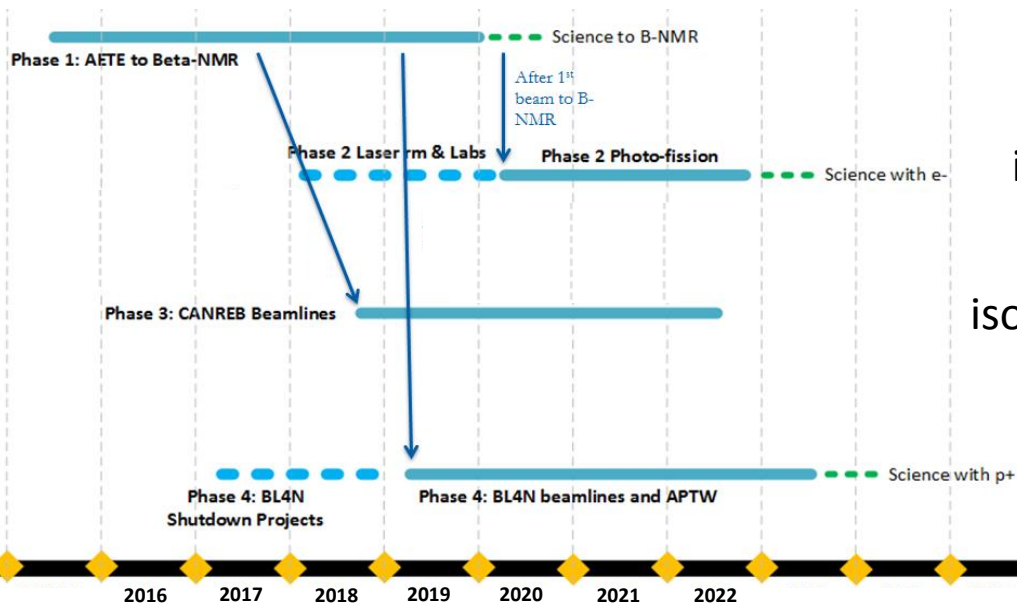 Science to B-NMR
Phase 1: AETE to Beta-NMR
After 1st
beam to B-
NMR
Phase 2 Laser rm & Labs
Phase 2 Photo-fission
Science with e-
Phase 3: CANREB Beamlines
Science with p+
Phase 4: BL4N
Shutdown Projects
Phase 4: BL4N beamlines and APTW
2016 2017 2018 2019 2020 2021 2022